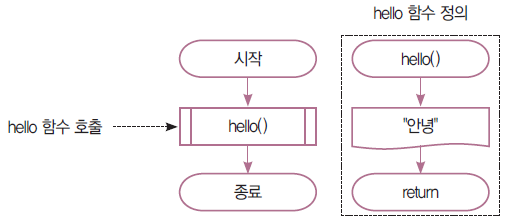 hello 함수 정의
시작
hello()
"안녕"
hello 함수 호출
hello()
종료
return